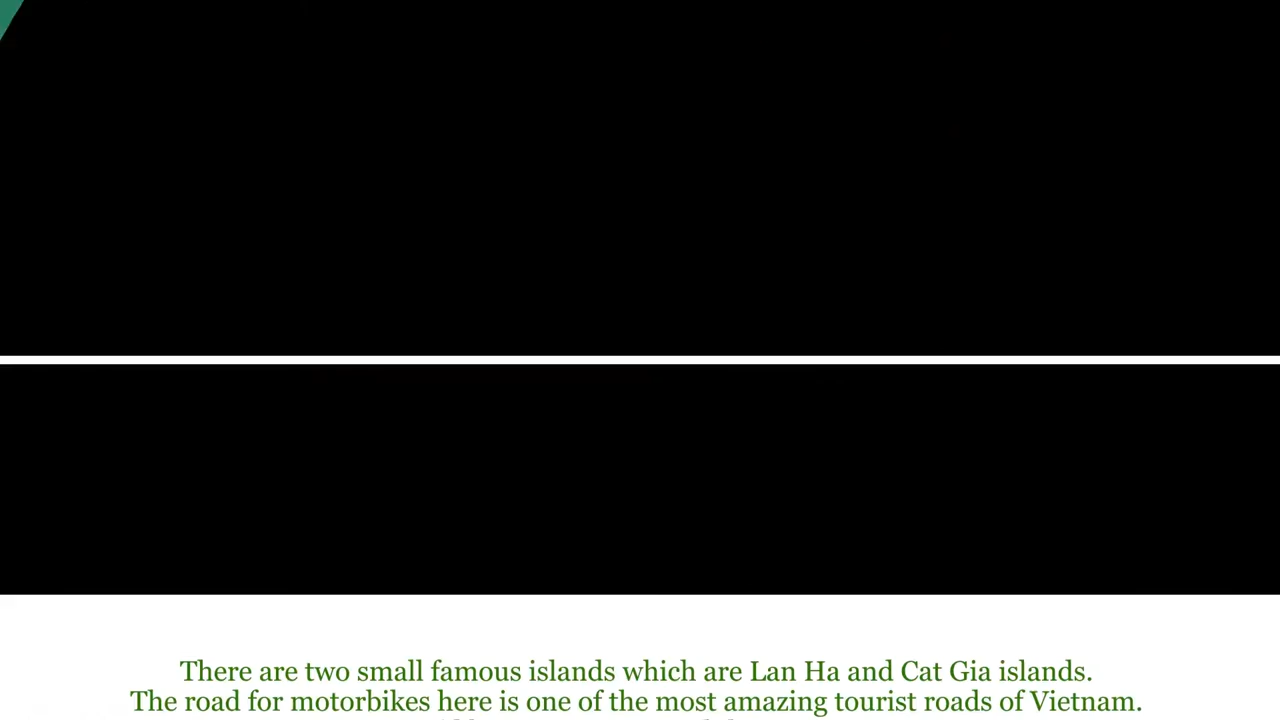 There are two small famous islands which are Lan Ha and Cat Gia islands.
The road for motorbikes here is one of the most amazing tourist roads of Vietnam.